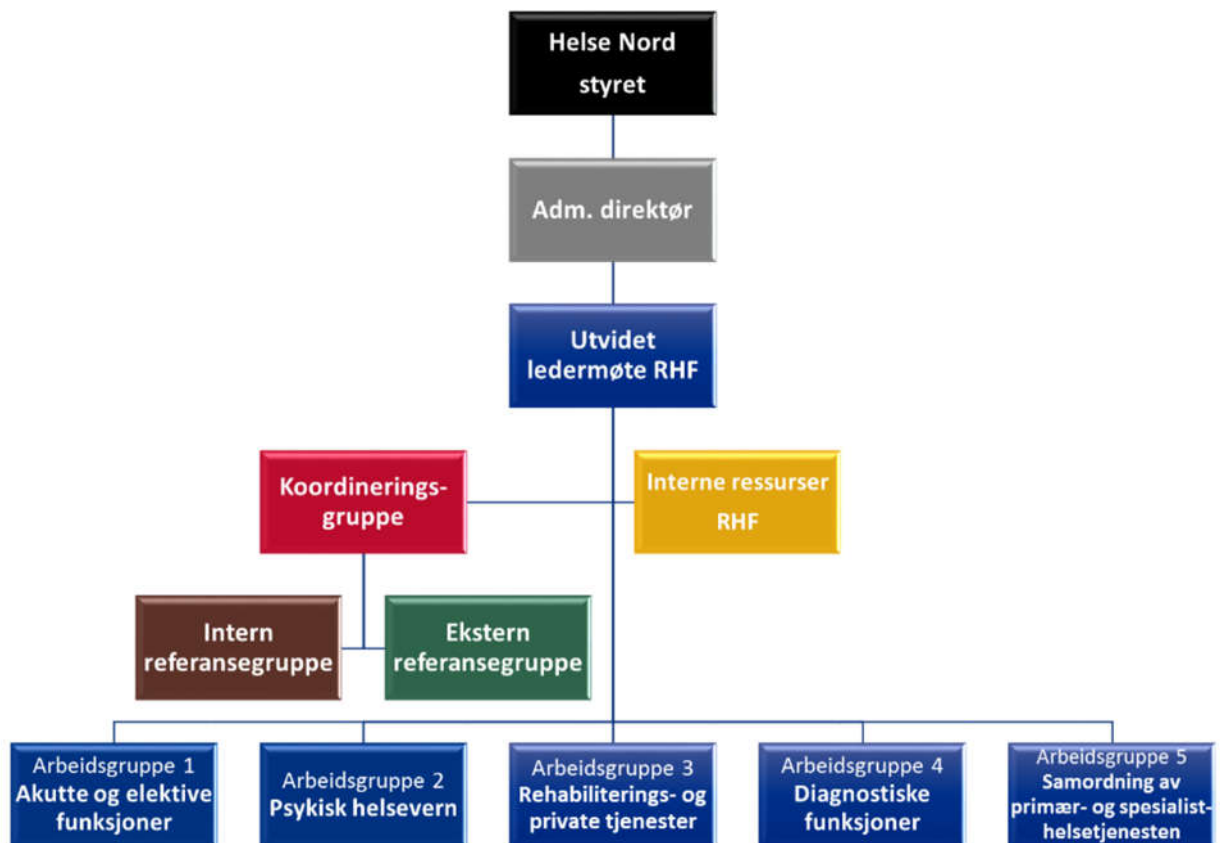 Helse Nord
styret
Adm. direktør
Utvidet
ledermøte RHF
Koordinerings-
gruppe
Interne ressurser
RHF
Intern
referansegruppe
Ekstern
referansegruppe
Arbeidsgruppe 1
Akutte og elektive
funksjoner
Arbeidsgruppe 2
Psykisk helsevern
Arbeidsgruppe 3
Rehabiliterings- og
private tjenester
Arbeidsgruppe 4
Diagnostiske
funksjoner
Arbeidsgruppe 5
Samordning av
primær- og spesialist-
helsetjenesten